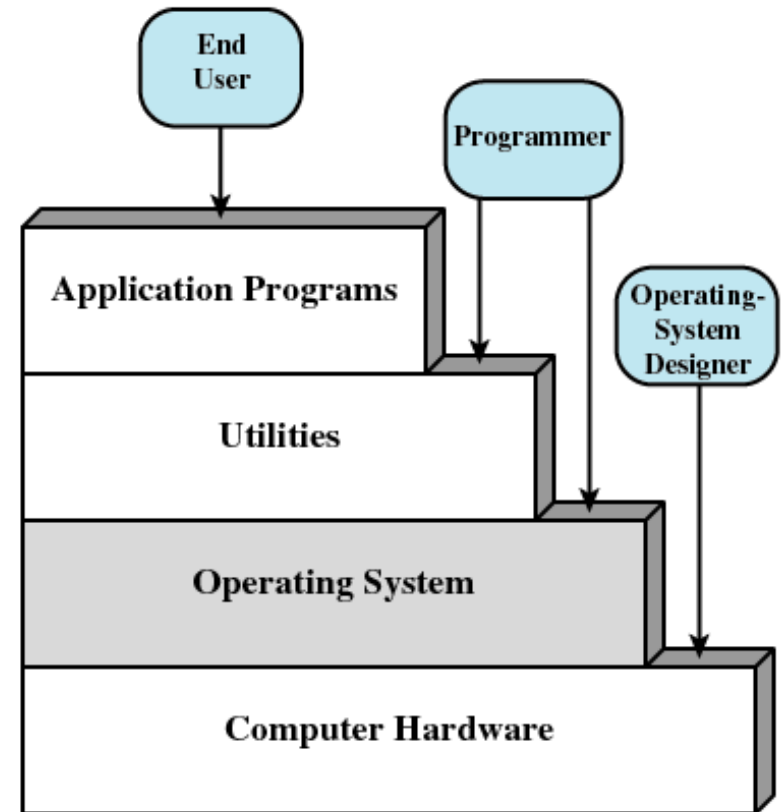 End
User
Programmer
Application Programs
Operating-
System
Designer
Utilities
Operating System
Computer Hardware